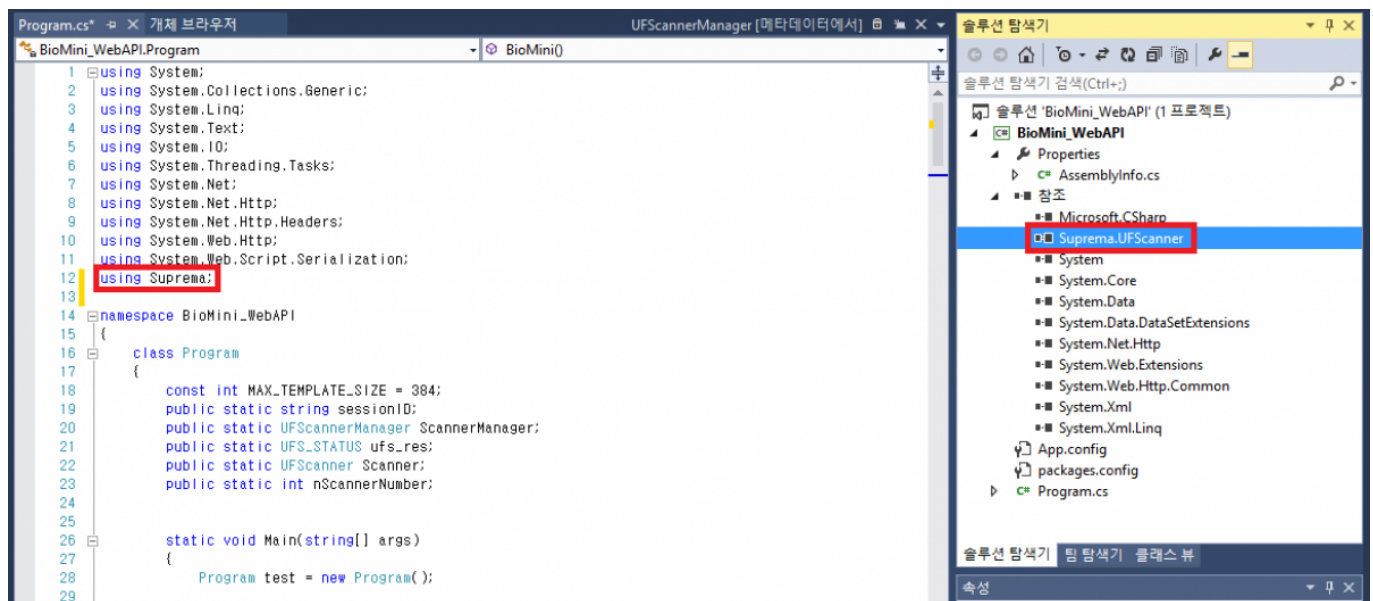 Program.cs* 개체 브라우저 UFScannerManager [메타데이터에서]
BioMini_WebAPI.Program BioMini()
1 using System;
2 using System.Collections.Generic;
3 using System.Linq;
4 using System.Text;
5 using System.IO;
6 using System.Threading.Tasks;
7 using System.Net;
8 using System.Net.Http;
9 using System.Net.Http.Headers;
10 using System.Web.Http;
11 using System.Web.Script.Serialization;
12 using Suprema;
13
14 namespace BioMini_WebAPI
15 {
16 class Program
17 {
18 const int MAX_TEMPLATE_SIZE = 384;
19 public static string sessionID;
20 public static UFScannerManager ScannerManager;
21 public static UFS_STATUS ufs_res;
22 public static UFScanner Scanner;
23 public static int nScannerNumber;
24
25
26 static void Main(string[] args)
27 {
28 Program test = new Program();
29
솔루션 탐색기
솔루션 탐색기 검색(Ctrl+;)
솔루션 'BioMini_WebAPI' (1 프로젝트)
C# BioMini_WebAPI
Properties
C# AssemblyInfo.cs
참조
Microsoft.CSharp
Suprema.UFScanner
System
System.Core
System.Data
System.Data.DataSetExtensions
System.Net.Http
System.Web.Extensions
System.Web.Http.Common
System.Xml
System.Xml.Linq
App.config
packages.config
C# Program.cs
솔루션 탐색기 팀 탐색기 클래스 뷰
속성